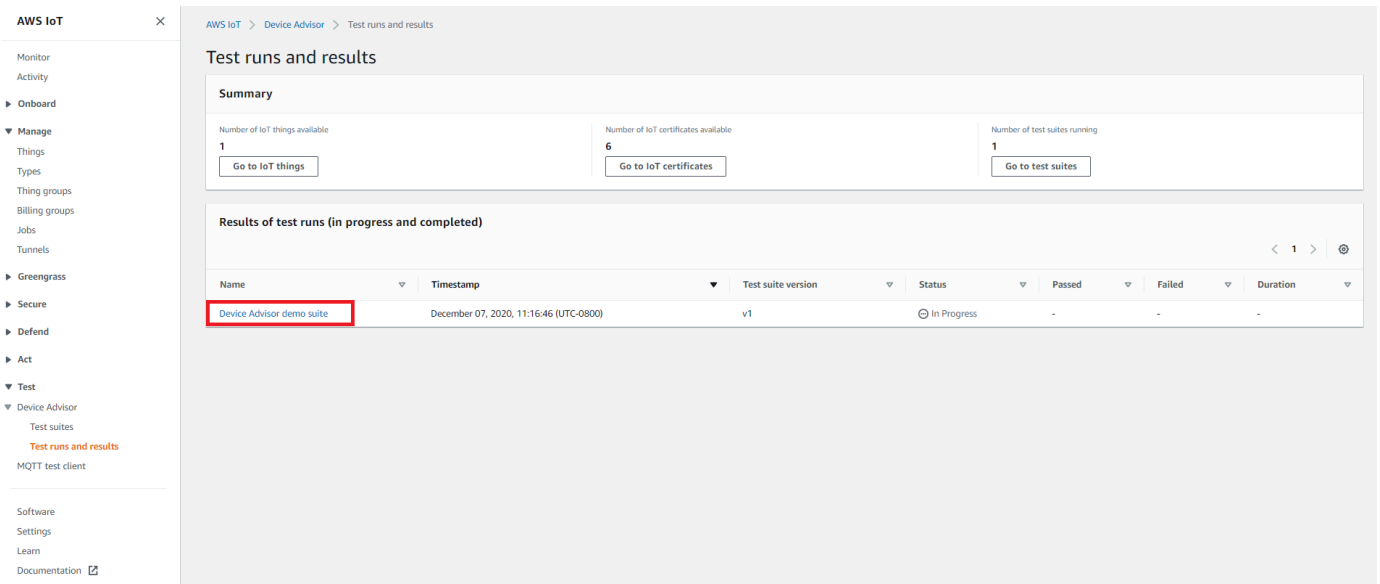 AWS IoT
Monitor
Activity
Onboard
Manage
Things
Types
Thing groups
Billing groups
Jobs
Tunnels
Greengrass
Secure
Defend
Act
Test
Device Advisor
Test suites
Test runs and results
MQTT test client
Software
Settings
Learn
Documentation
AWS IoT > Device Advisor > Test runs and results
Test runs and results
Summary
Number of IoT things available
1
Go to IoT things
Number of IoT certificates available
6
Go to IoT certificates
Number of test suites running
1
Go to test suites
Results of test runs (in progress and completed)
< 1 >
Name Timestamp Test suite version Status Passed Failed Duration
Device Advisor demo suite December 07, 2020, 11:16:46 (UTC-0800) v1 In Progress - - -